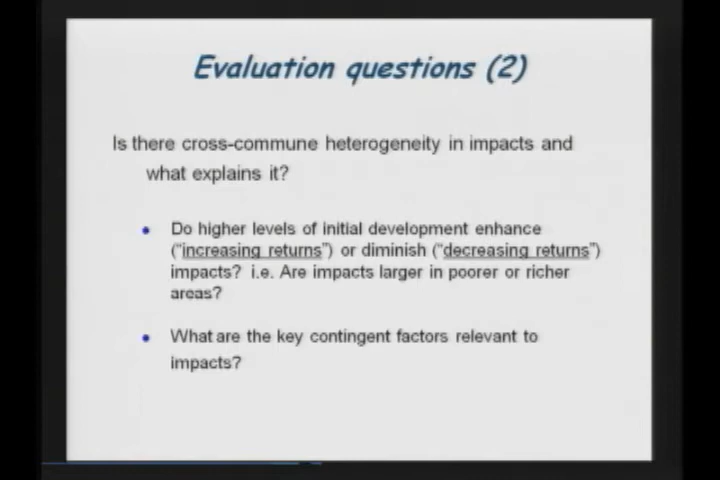 Evaluation questions (2)
Is there cross-commune heterogeneity in impacts and
what explains it?
• Do higher levels of initial development enhance
("increasing returns") or diminish ("decreasing returns")
impacts? i.e. Are impacts larger in poorer or richer
areas?
• What are the key contingent factors relevant to
impacts?